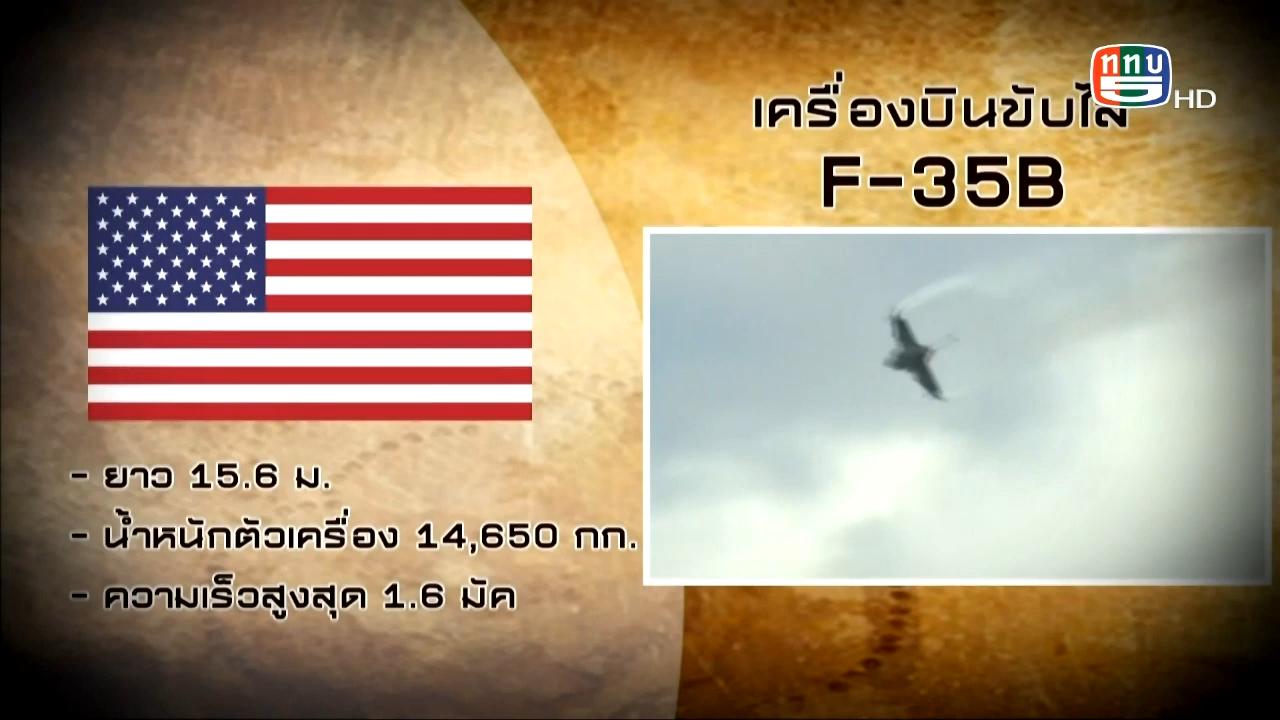 ททบ
5 HD
เครื่องบินขับไล่
F-35B
- ยาว 15.6 ม.
- น้ำหนักตัวเครื่อง 14,650 กก.
- ความเร็วสูงสุด 1.6 มัค